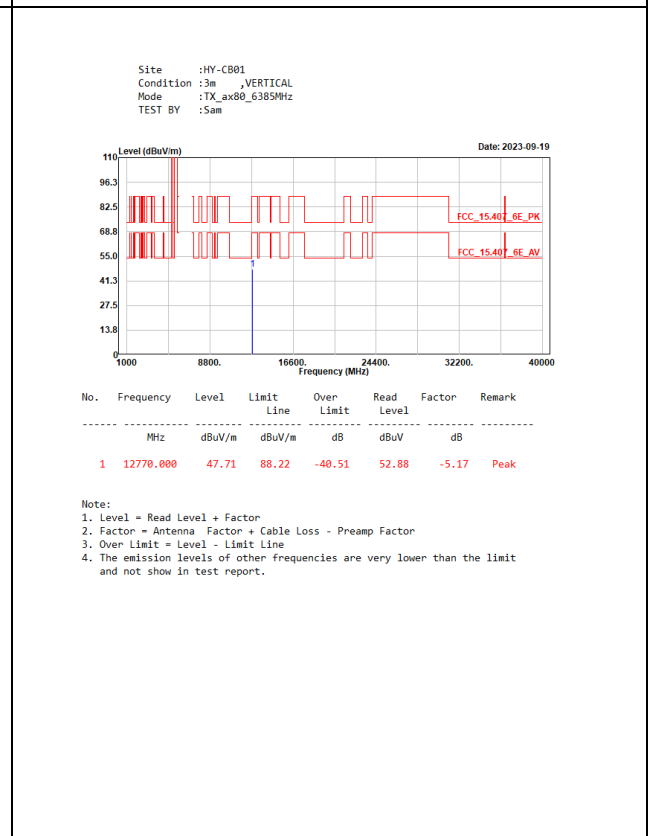 Site :HY-CB01
Condition :3m ,VERTICAL
Mode :TX_ax80_6385MHz
TEST BY :Sam
Level (dBuV/m) Date: 2023-09-19
110
96.3
82.5
FCC_15.407_6E_PK
68.8
FCC_15.407_6E_AV
55.0
1
41.3
27.5
13.8
0
1000 8800. 16600. 24400. 32200. 40000
Frequency (MHz)
No. Frequency Level Limit Over Read Factor Remark
Line Limit Level
------ ----------- ------- --------- --------- --------- ------- ---------
MHz dBuV/m dBuV/m dB dBuV dB
1 12770.000 47.71 88.22 -40.51 52.88 -5.17 Peak
Note:
1. Level = Read Level + Factor
2. Factor = Antenna Factor + Cable Loss - Preamp Factor
3. Over Limit = Level - Limit Line
4. The emission levels of other frequencies are very lower than the limit
and not show in test report.